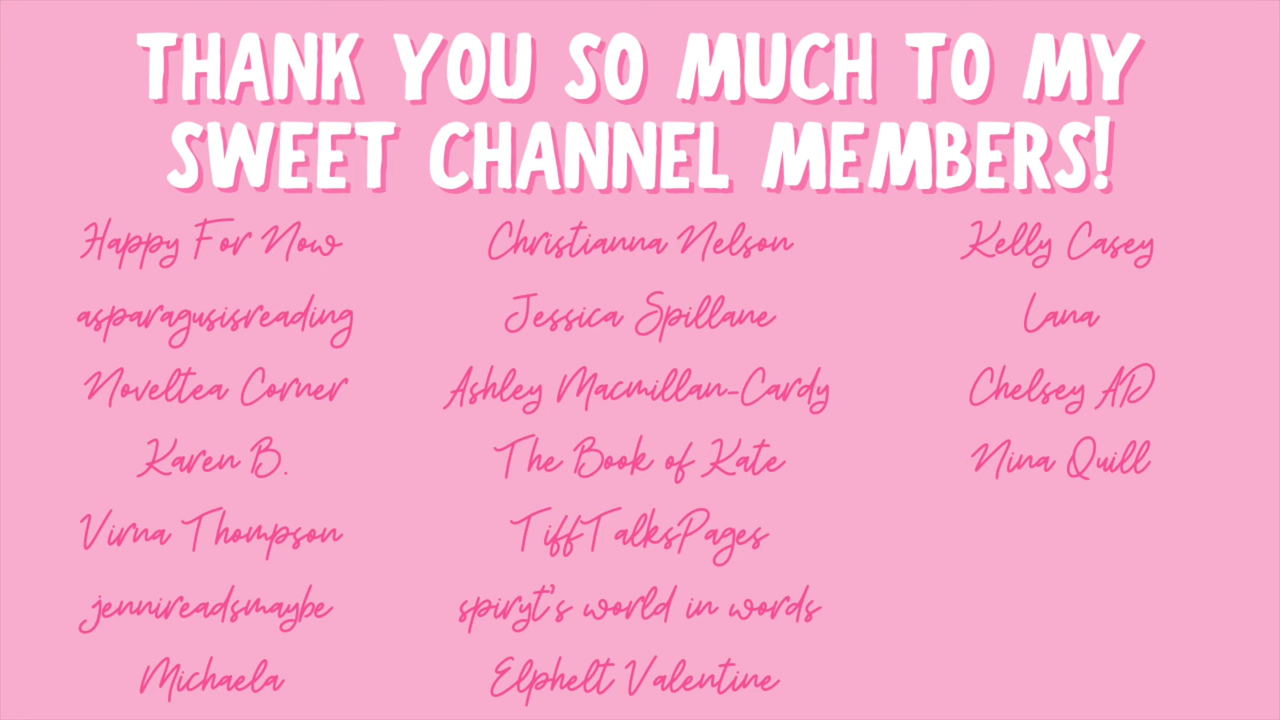 THANK YOU SO MUCH TO MY
SWEET CHANNEL MEMBERS!
Happy For Now
asparagusisreading
Noveltea Corner
Karen B.
Virna Thompson
jennireadsmaybe
Michaela
Christianna Nelson
Jessica Spillane
Ashley Macmillan-Cardy
The Book of Kate
TiffTalksPages
spiryt's world in words
Elphelt Valentine
Kelly Casey
Lana
Chelsey AD
Nina Quill